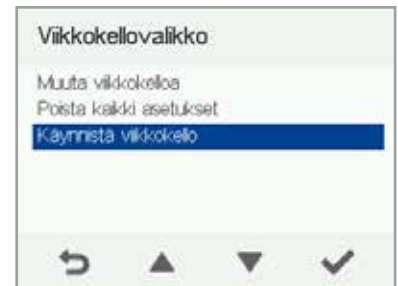 Viikkokellovalikko
Muuta viikkokelloa
Poista kaikki asetukset
Käynnistä viikkokello